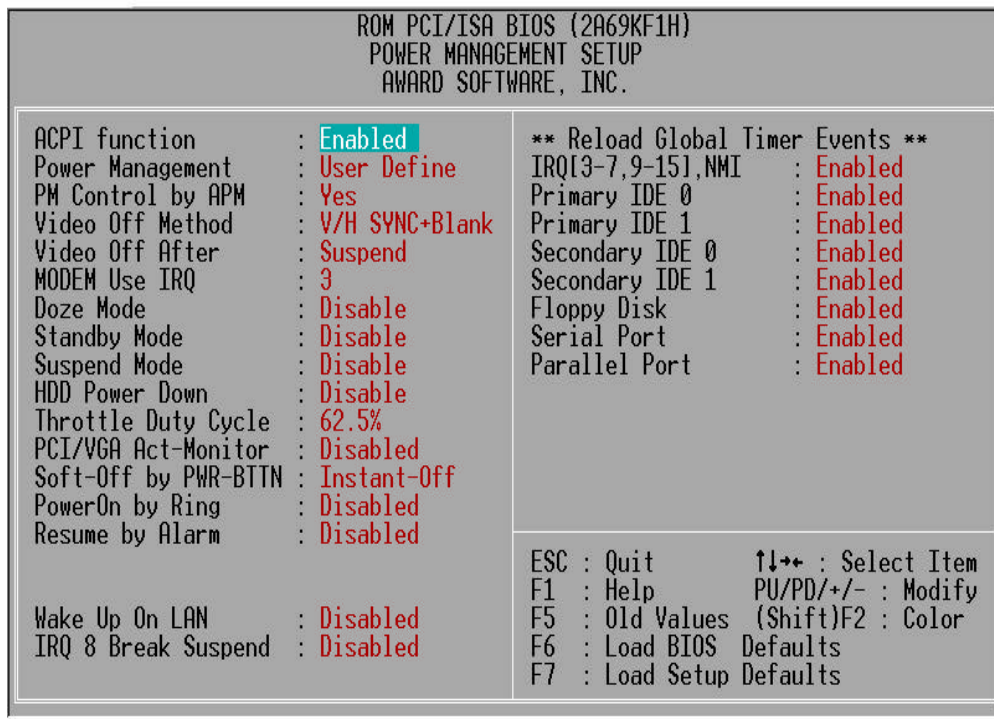 ROM PCI/ISA BIOS (2A69KF1H)
POWER MANAGEMENT SETUP
AWARD SOFTWARE, INC.
ACPI function : Enabled
Power Management : User Define
PM Control by APM : Yes
Video Off Method : V/H SYNC+Blank
Video Off After : Suspend
MODEM Use IRQ : 3
Doze Mode : Disable
Standby Mode : Disable
Suspend Mode : Disable
HDD Power Down : Disable
Throttle Duty Cycle : 62.5%
PCI/VGA Act-Monitor : Disabled
Soft-Off by PWR-BTTN : Instant-Off
PowerOn by Ring : Disabled
Resume by Alarm : Disabled
Wake Up On LAN : Disabled
IRQ 8 Break Suspend : Disabled
** Reload Global Timer Events **
IRQ[3-7,9-15],NMI : Enabled
Primary IDE 0 : Enabled
Primary IDE 1 : Enabled
Secondary IDE 0 : Enabled
Secondary IDE 1 : Enabled
Floppy Disk : Enabled
Serial Port : Enabled
Parallel Port : Enabled
ESC : Quit ↑↓→← : Select Item
F1 : Help PU/PD/+/- : Modify
F5 : Old Values (Shift)F2 : Color
F6 : Load BIOS Defaults
F7 : Load Setup Defaults